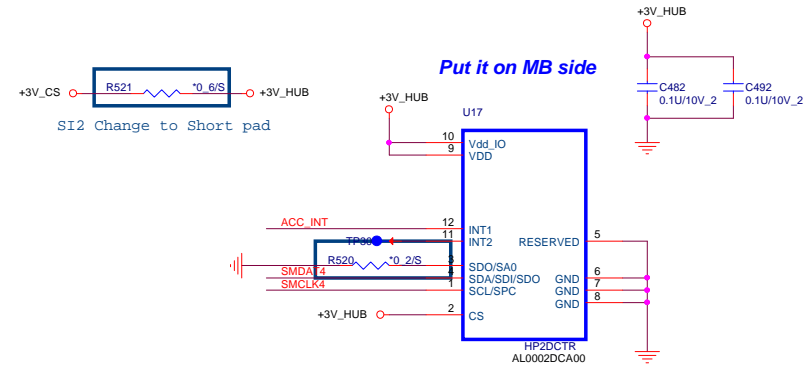 +3V_HUB
+3V_CS
R521
*0_6/S
+3V_HUB
SI2 Change to Short pad
Put it on MB side
C482
0.1U/10V_2
C492
0.1U/10V_2
+3V_HUB
U17
10
Vdd_IO
9
VDD
ACC_INT
12
INT1
11
INT2
RESERVED
5
R520
*0_2/S
3
SDO/SA0
SMDAT4
4
SDA/SDI/SDO
GND
6
SMCLK4
1
SCL/SPC
GND
7
GND
8
+3V_HUB
2
CS
HP2DCTR
AL0002DCA00